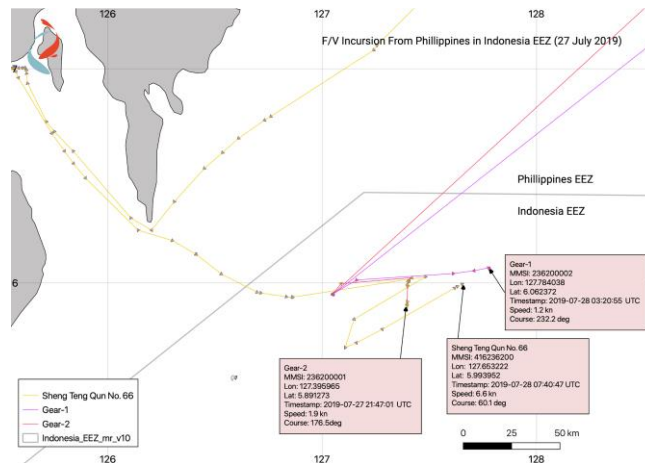 126
127
128
F/V Incursion From Phillippines in Indonesia EEZ (27 July 2019)
Phillippines EEZ
Indonesia EEZ
6
6
Gear-1
MMSI: 236200002
Lon: 127.784038
Lat: 6.062372
Timestamp: 2019-07-28 03:20:55 UTC
Speed: 1.2 kn
Course: 232.2 deg
Sheng Teng Qun No. 66
MMSI: 416236200
Lon: 127.653222
Lat: 5.993952
Timestamp: 2019-07-28 07:40:47 UTC
Speed: 6.6 kn
Course: 60.1 deg
Gear-2
MMSI: 236200001
Lon: 127.396965
Lat: 5.891273
Timestamp: 2019-07-27 21:47:01 UTC
Speed: 1.9 kn
Course: 176.5deg
Sheng Teng Qun No. 66
Gear-1
Gear-2
Indonesia_EEZ_mr_v10
0 25 50 km
126
127
128